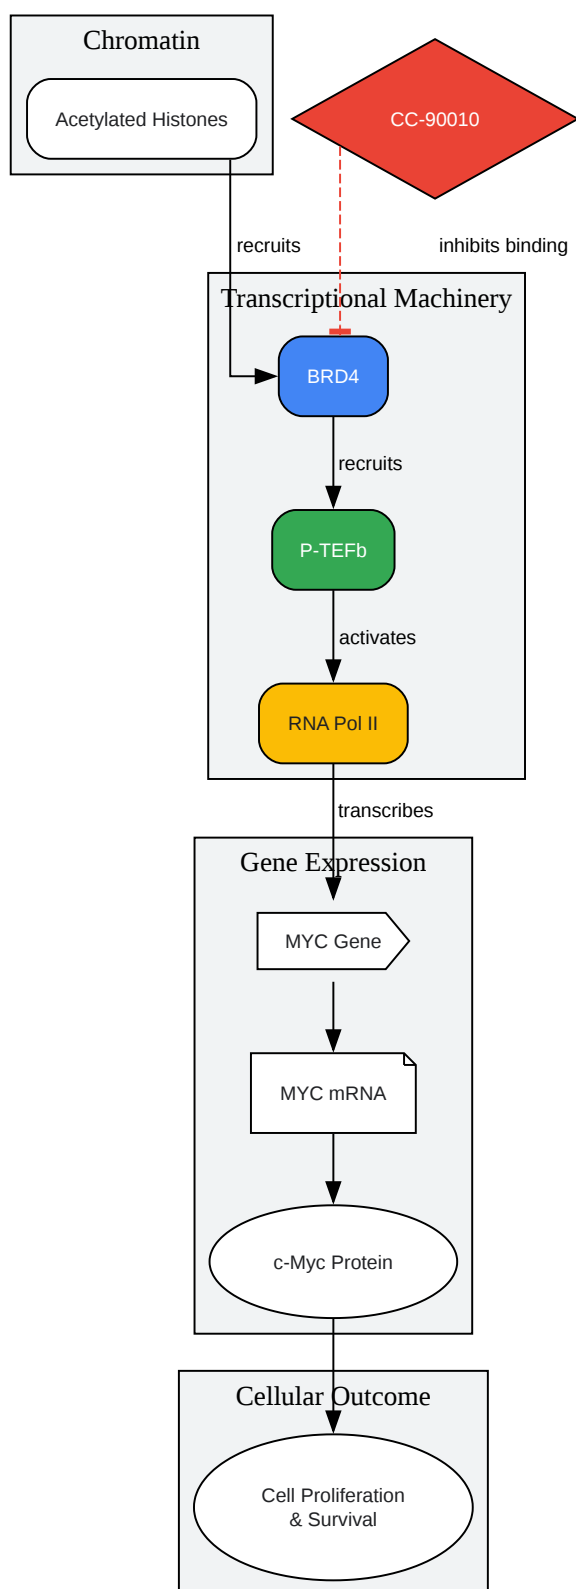 Chromatin
Acetylated Histones
CC-90010
recruits
inhibits binding
Transcriptional Machinery
BRD4
recruits
P-TEFb
activates
RNA Pol II
transcribes
Gene Expression
MYC Gene
MYC mRNA
c-Myc Protein
Cellular Outcome
Cell Proliferation
& Survival